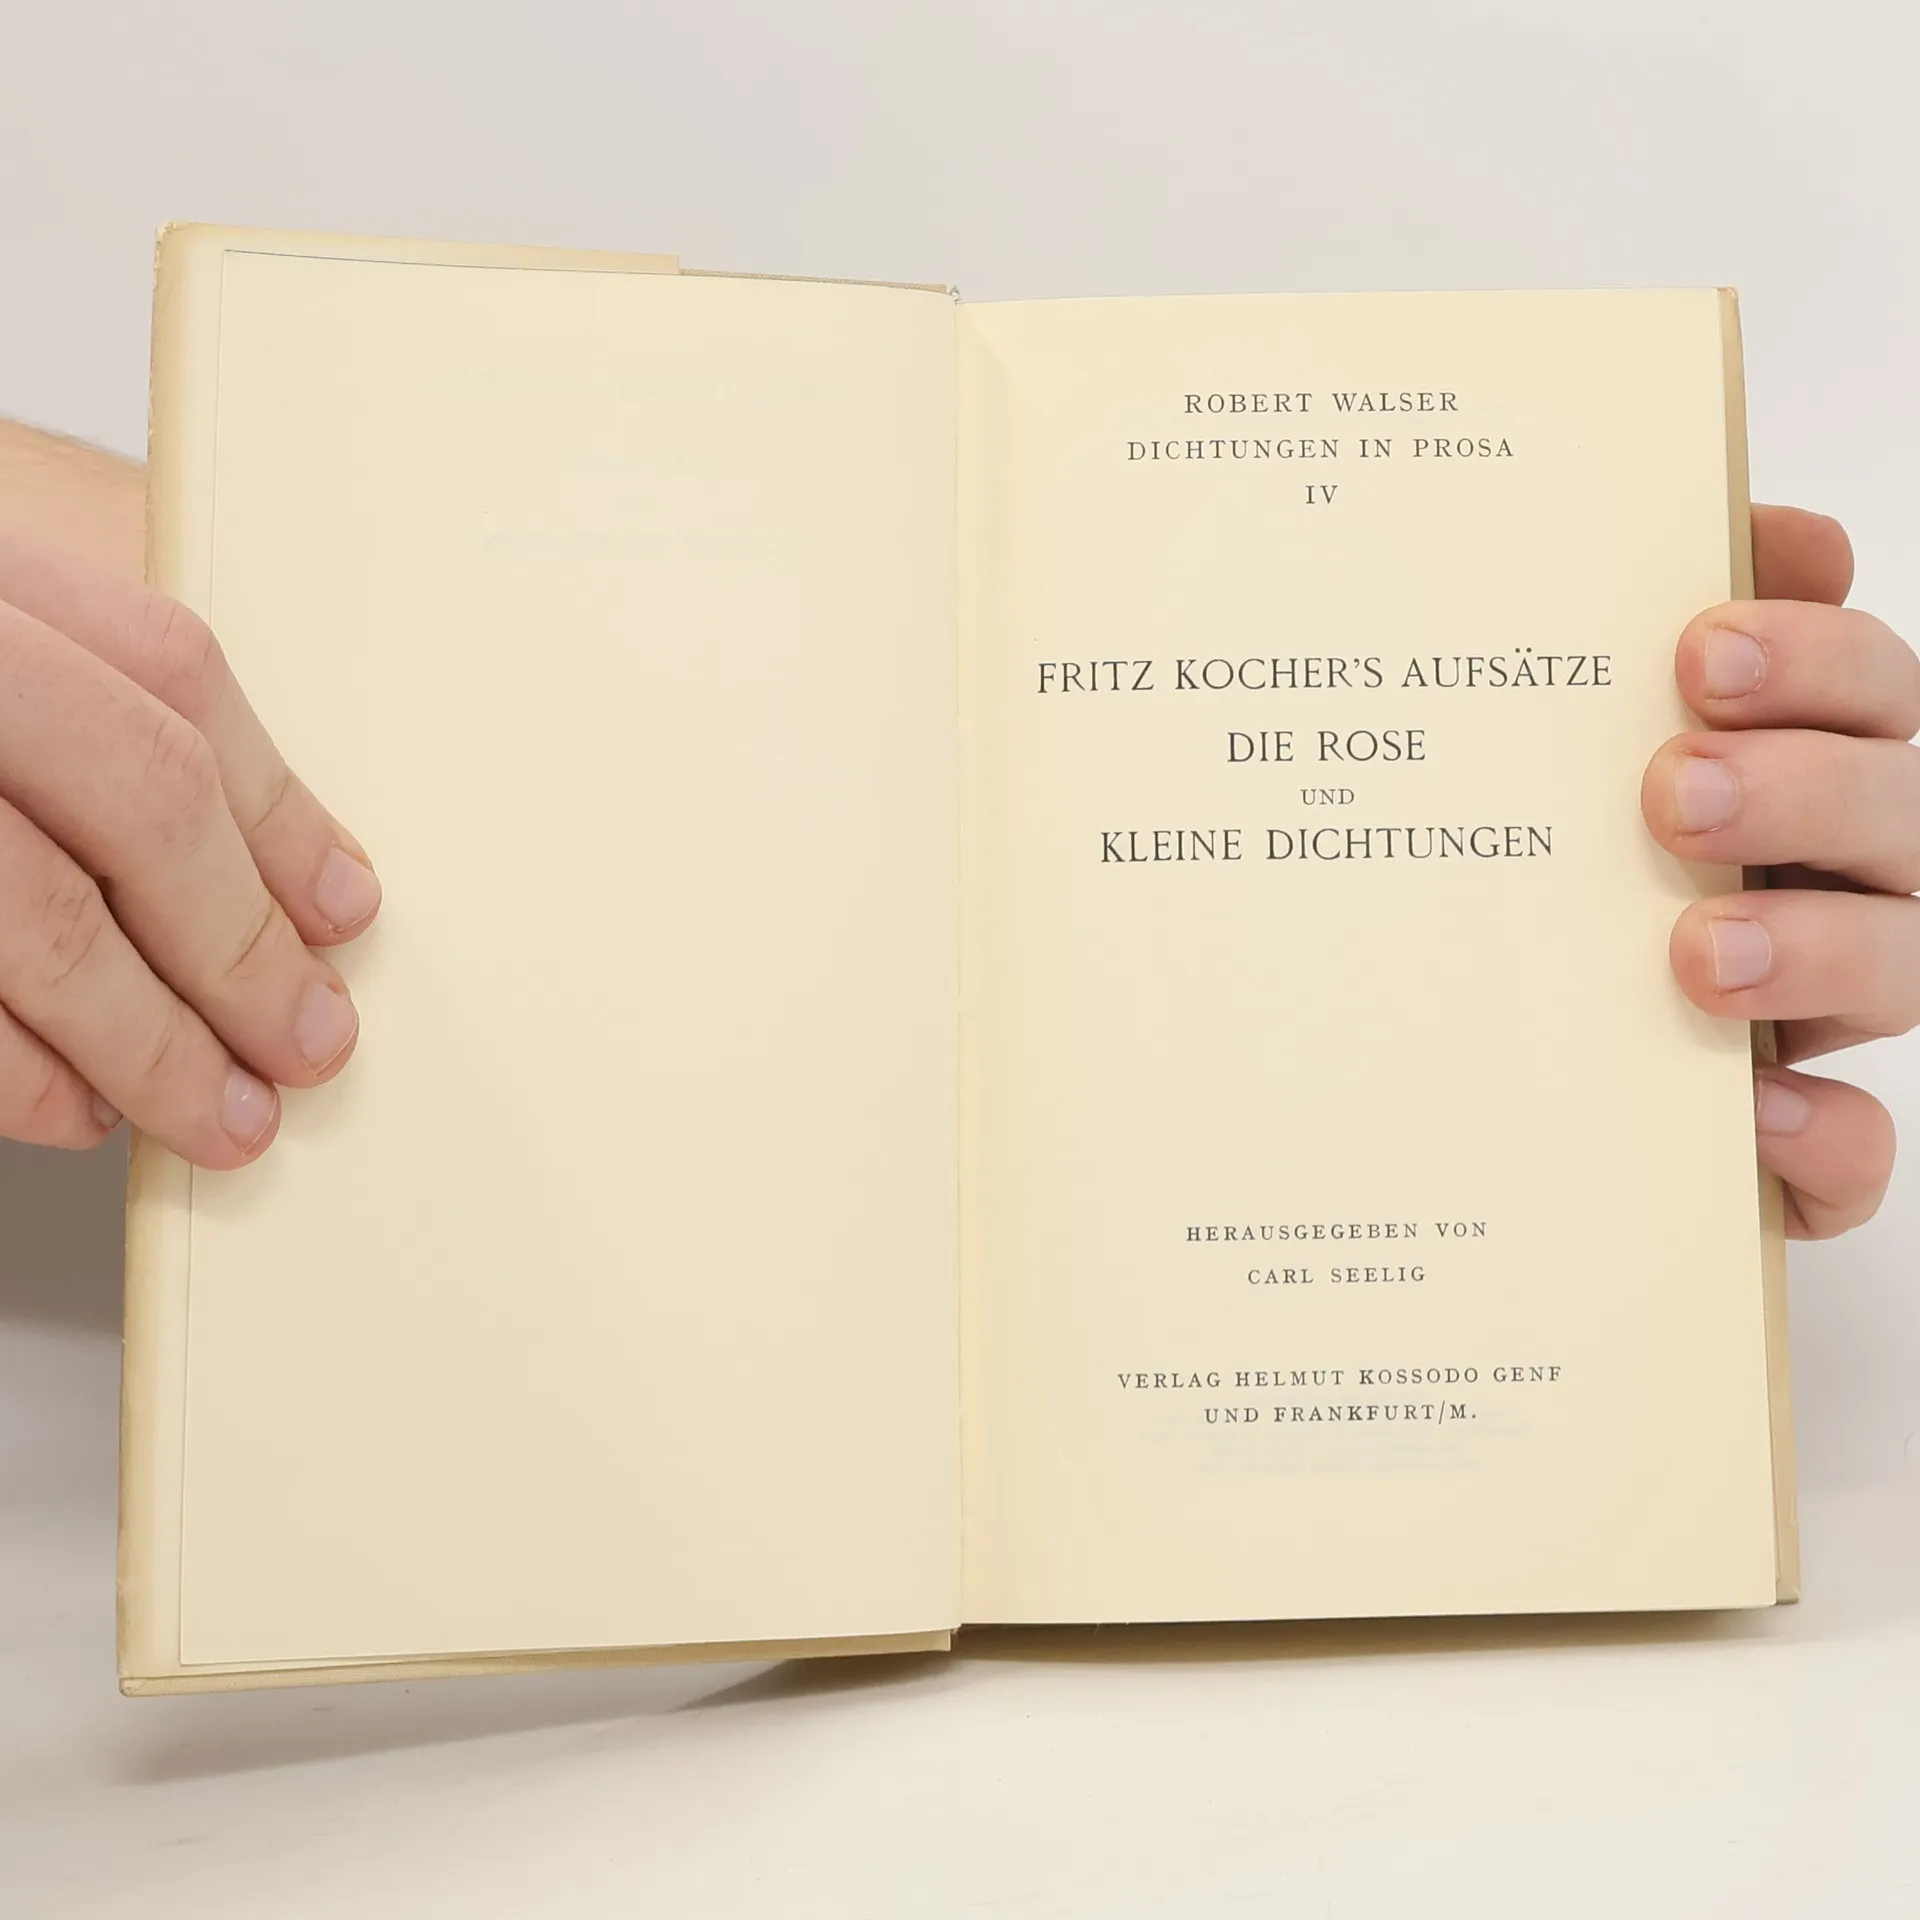 ROBERT WALSER
DICHTUNGEN IN PROSA
IV
FRITZ KOCHER'S AUFSÄTZE
DIE ROSE
UND
KLEINE DICHTUNGEN
HERAUSGEGEBEN VON
CARL SEELIG
VERLAG HELMUT KOSSODO GENF
UND FRANKFURT/M.